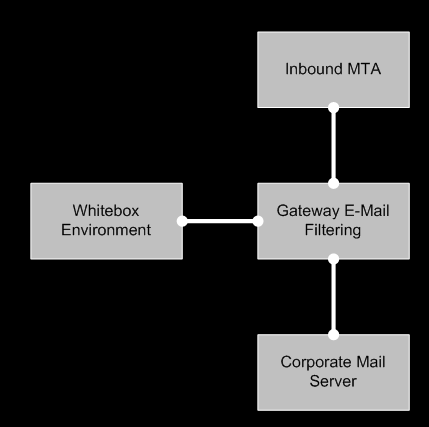 Inbound MTA
Whitebox
Environment
Gateway E-Mail
Filtering
Corporate Mail
Server